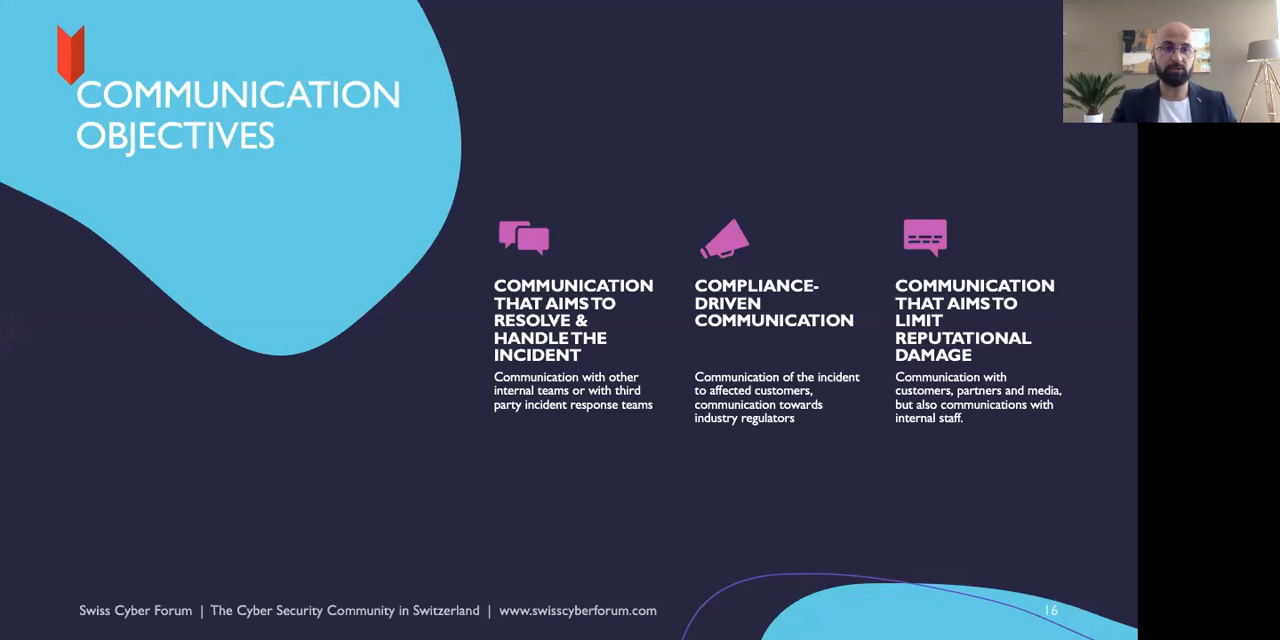 COMMUNICATION
OBJECTIVES
COMMUNICATION
THAT AIMS TO
RESOLVE &
HANDLE THE
INCIDENT
Communication with other
internal teams or with third
party incident response teams
COMPLIANCE-
DRIVEN
COMMUNICATION
Communication of the incident
to affected customers,
communication towards
industry regulators
COMMUNICATION
THAT AIMS TO
LIMIT
REPUTATIONAL
DAMAGE
Communication with
customers, partners and media,
but also communications with
internal staff.
Swiss Cyber Forum | The Cyber Security Community in Switzerland | www.swisscyberforum.com
16